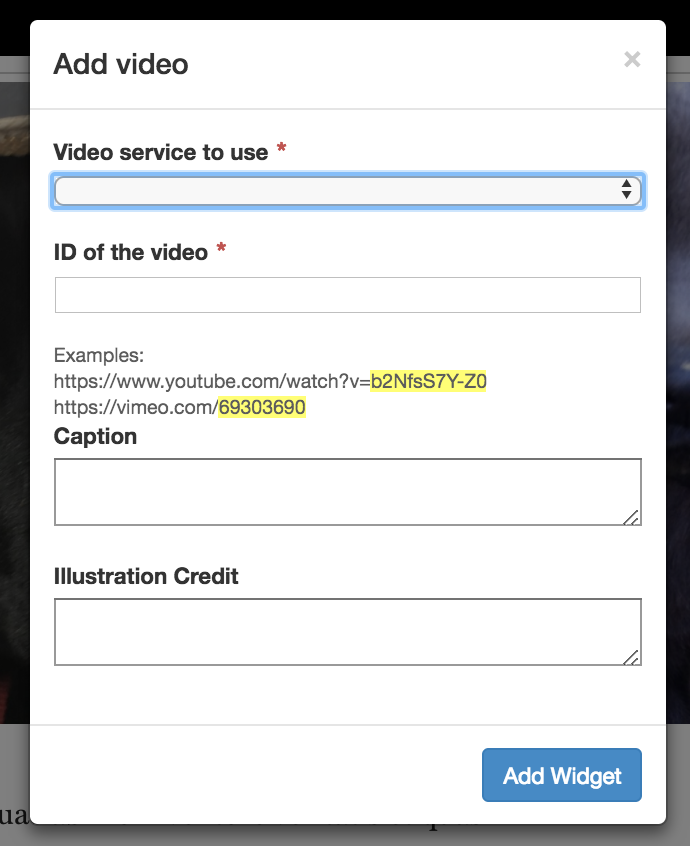 Add video
×
Video service to use *
ID of the video *
Examples:
https://www.youtube.com/watch?v=b2NfsS7Y-Z0
https://vimeo.com/69303690
Caption
Illustration Credit
Add Widget